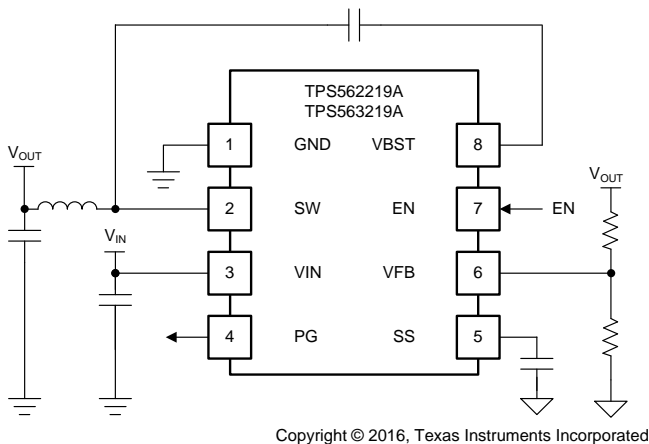 TPS562219A
TPS563219A
1 GND VBST 8
VOUT
2 SW EN 7 EN
VOUT
VIN
3 VIN VFB 6
4 PG SS 5
Copyright © 2016, Texas Instruments Incorporated